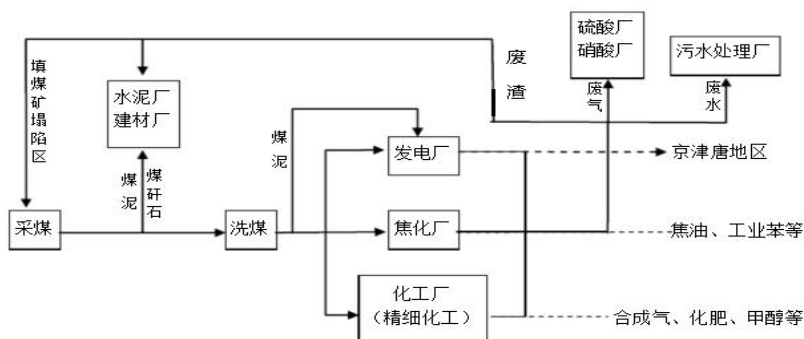 硫酸厂
硝酸厂
污水处理厂
废渣
填煤矿塌陷区
水泥厂
建材厂
废气
废水
煤泥
发电厂
京津唐地区
煤泥
煤矸石
采煤
洗煤
焦化厂
焦油、工业苯等
化工厂
（精细化工）
合成气、化肥、甲醇等